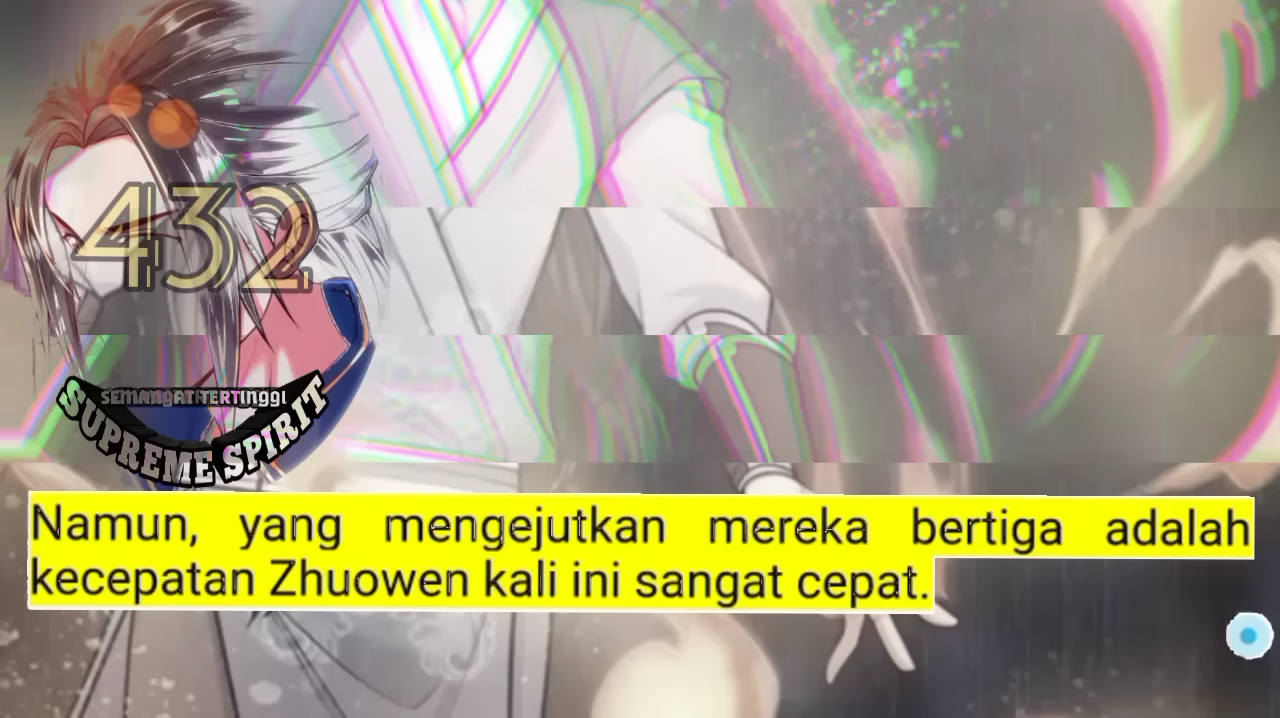 432
SEMANGAT TERTINGGI
SUPREME SPIRIT
Namun, yang mengejutkan mereka bertiga adalah
kecepatan Zhuowen kali ini sangat cepat.